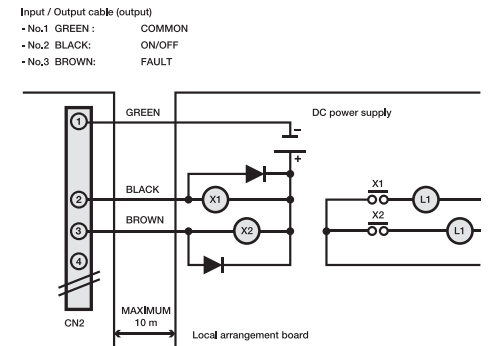 Input / Output cable (output)
- No.1 GREEN : COMMON
- No.2 BLACK: ON/OFF
- No.3 BROWN: FAULT
GREEN
DC power supply
1
-
+
BLACK
X1
X1
L1
2
BROWN
X2
X2
L1
3
4
CN2
MAXIMUM
10 m
Local arrangement board